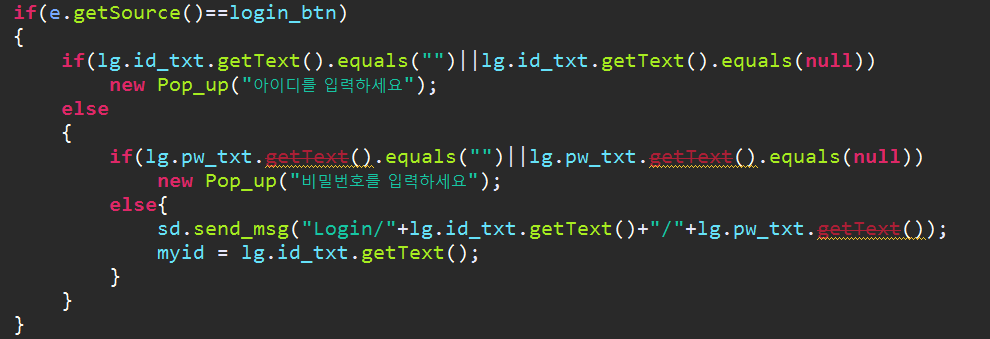 if(e.getSource()==login_btn)
{
    if(lg.id_txt.getText().equals("")||lg.id_txt.getText().equals(null))
        new Pop_up("아이디를 입력하세요");
    else
    {
        if(lg.pw_txt.getText().equals("")||lg.pw_txt.getText().equals(null))
            new Pop_up("비밀번호를 입력하세요");
        else{
            sd.send_msg("Login/"+lg.id_txt.getText()+"/"+lg.pw_txt.getText());
            myid = lg.id_txt.getText();
        }
    }
}